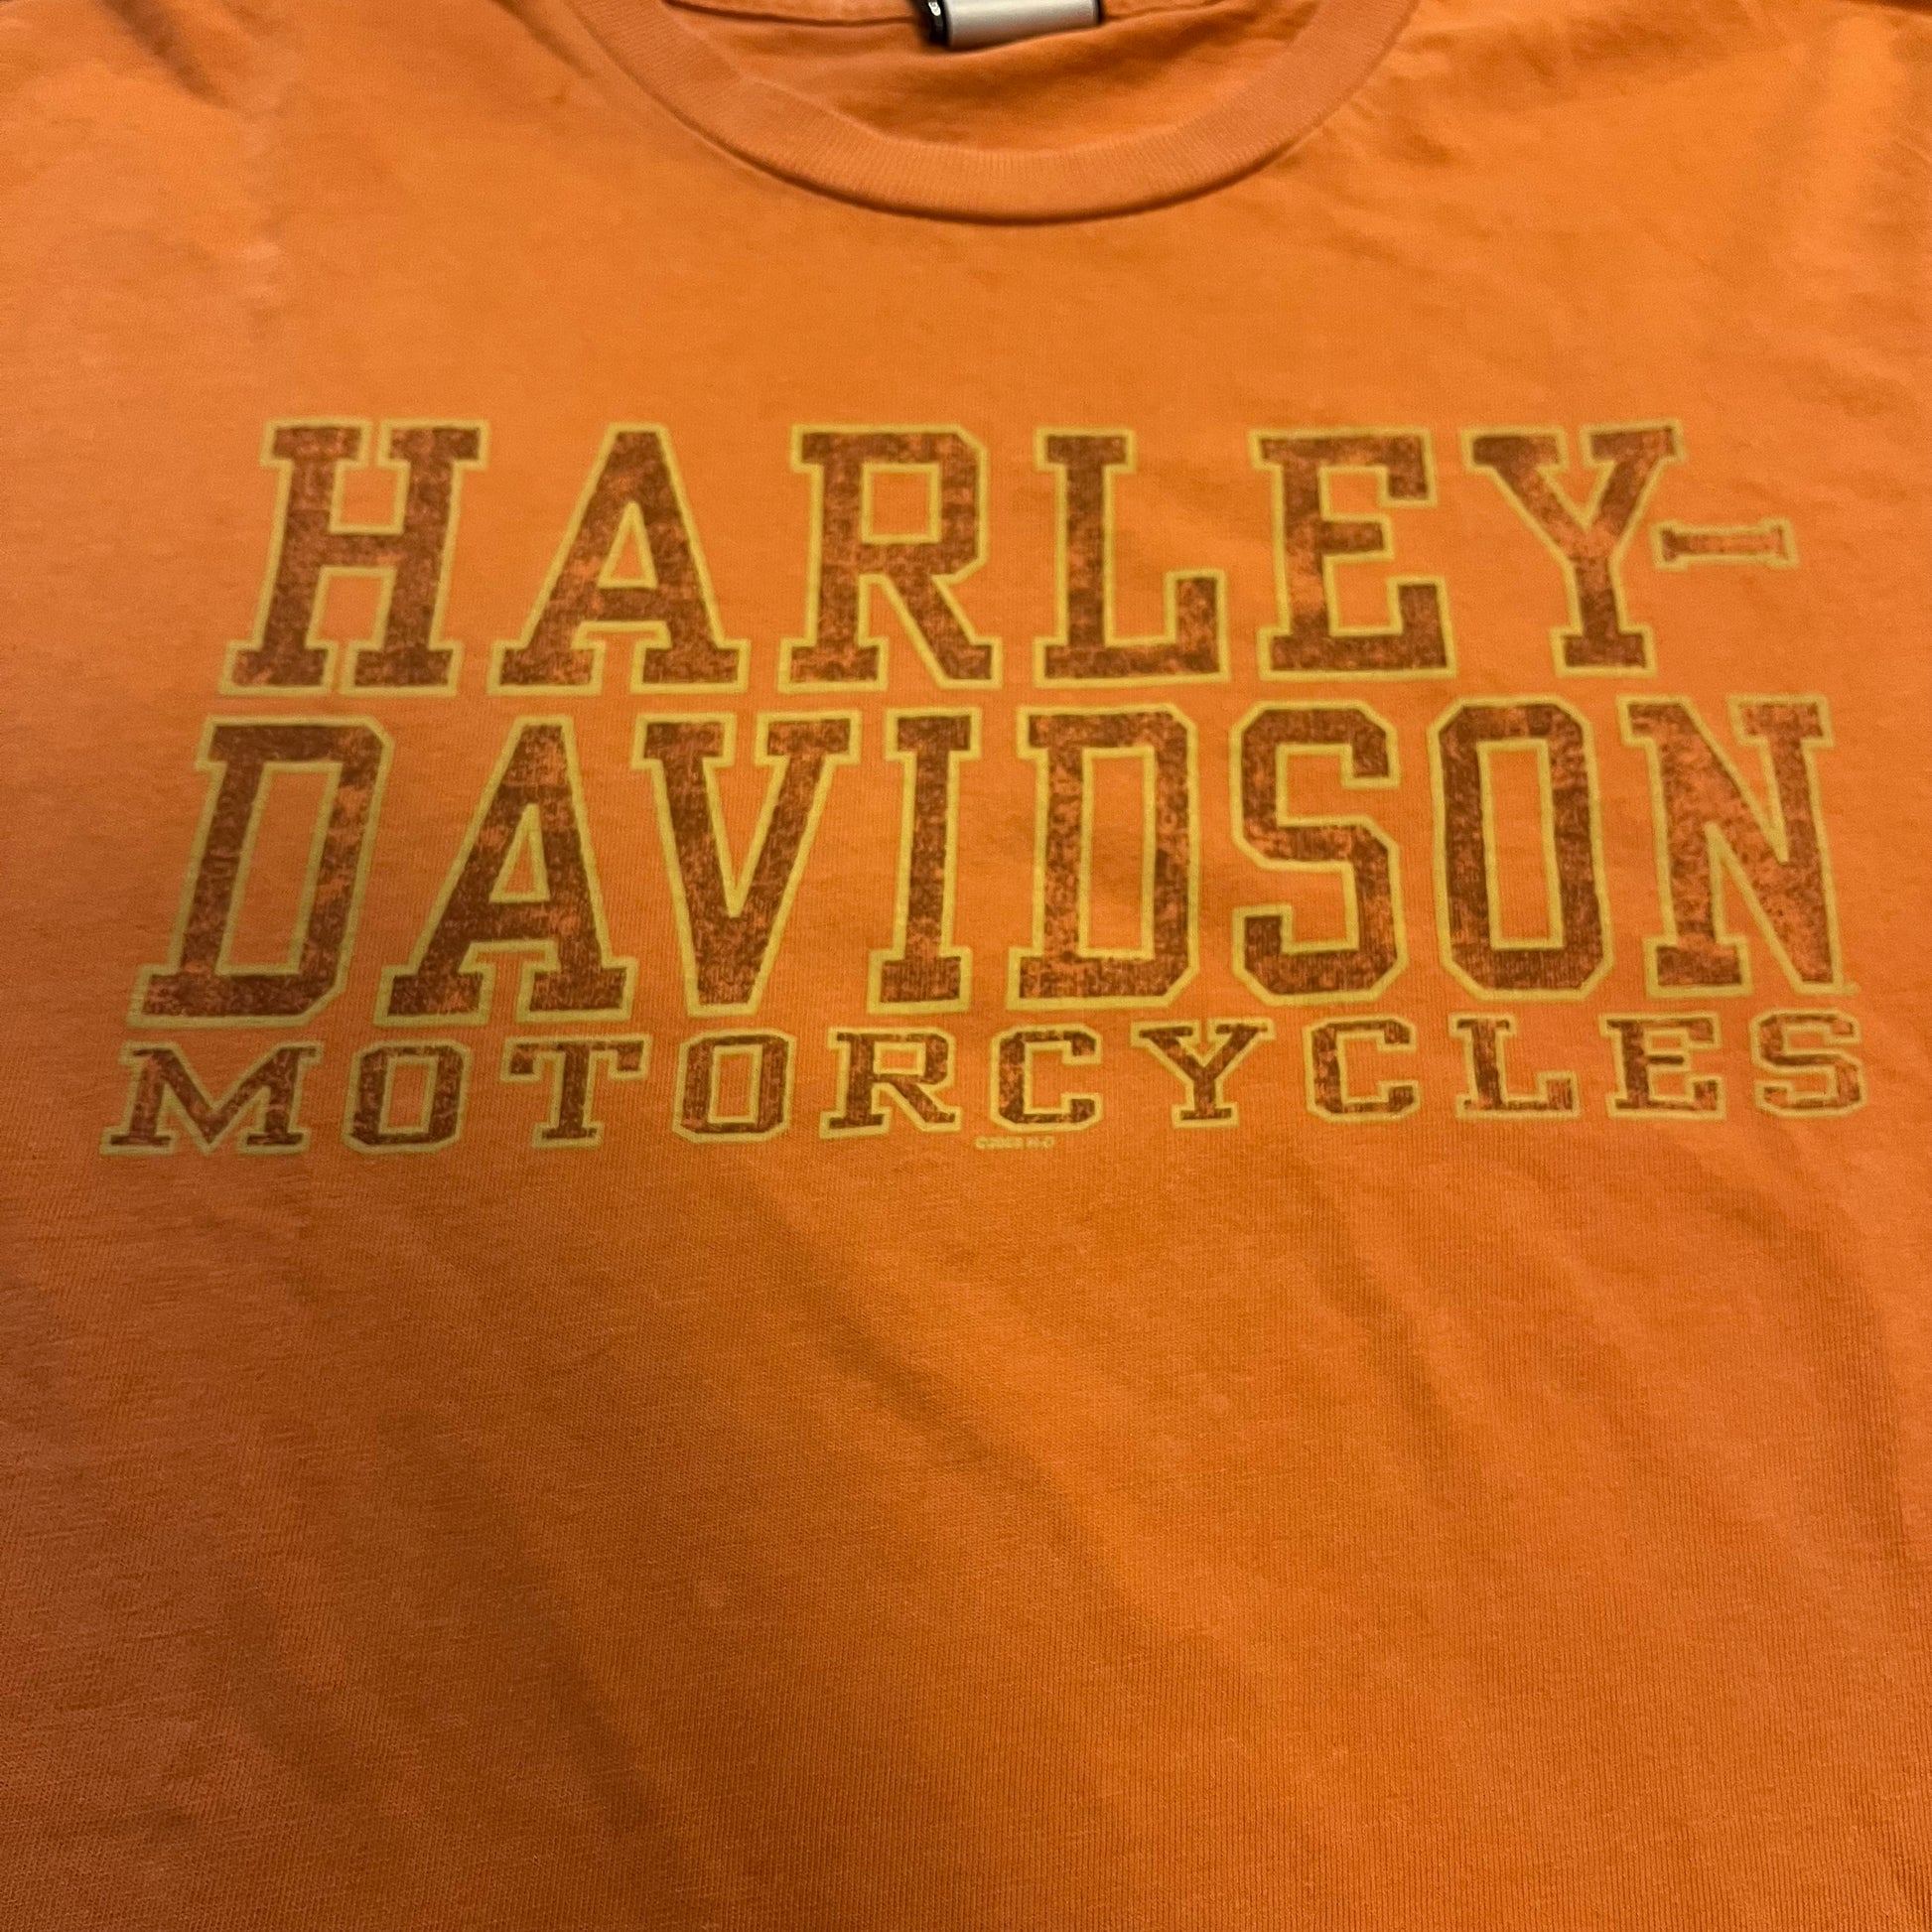 HARLEY-
DAVIDSON
MOTORCYCLES
H-D